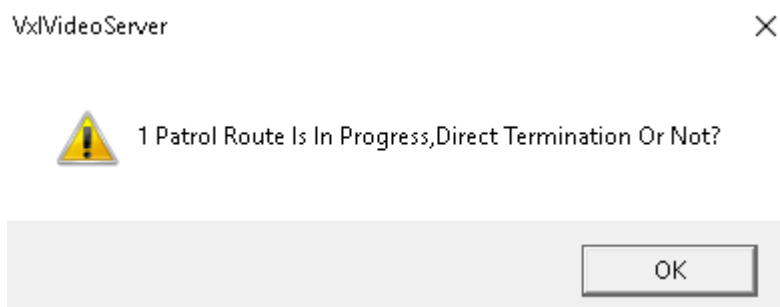 VxlVideoServer
1 Patrol Route Is In Progress,Direct Termination Or Not?
OK